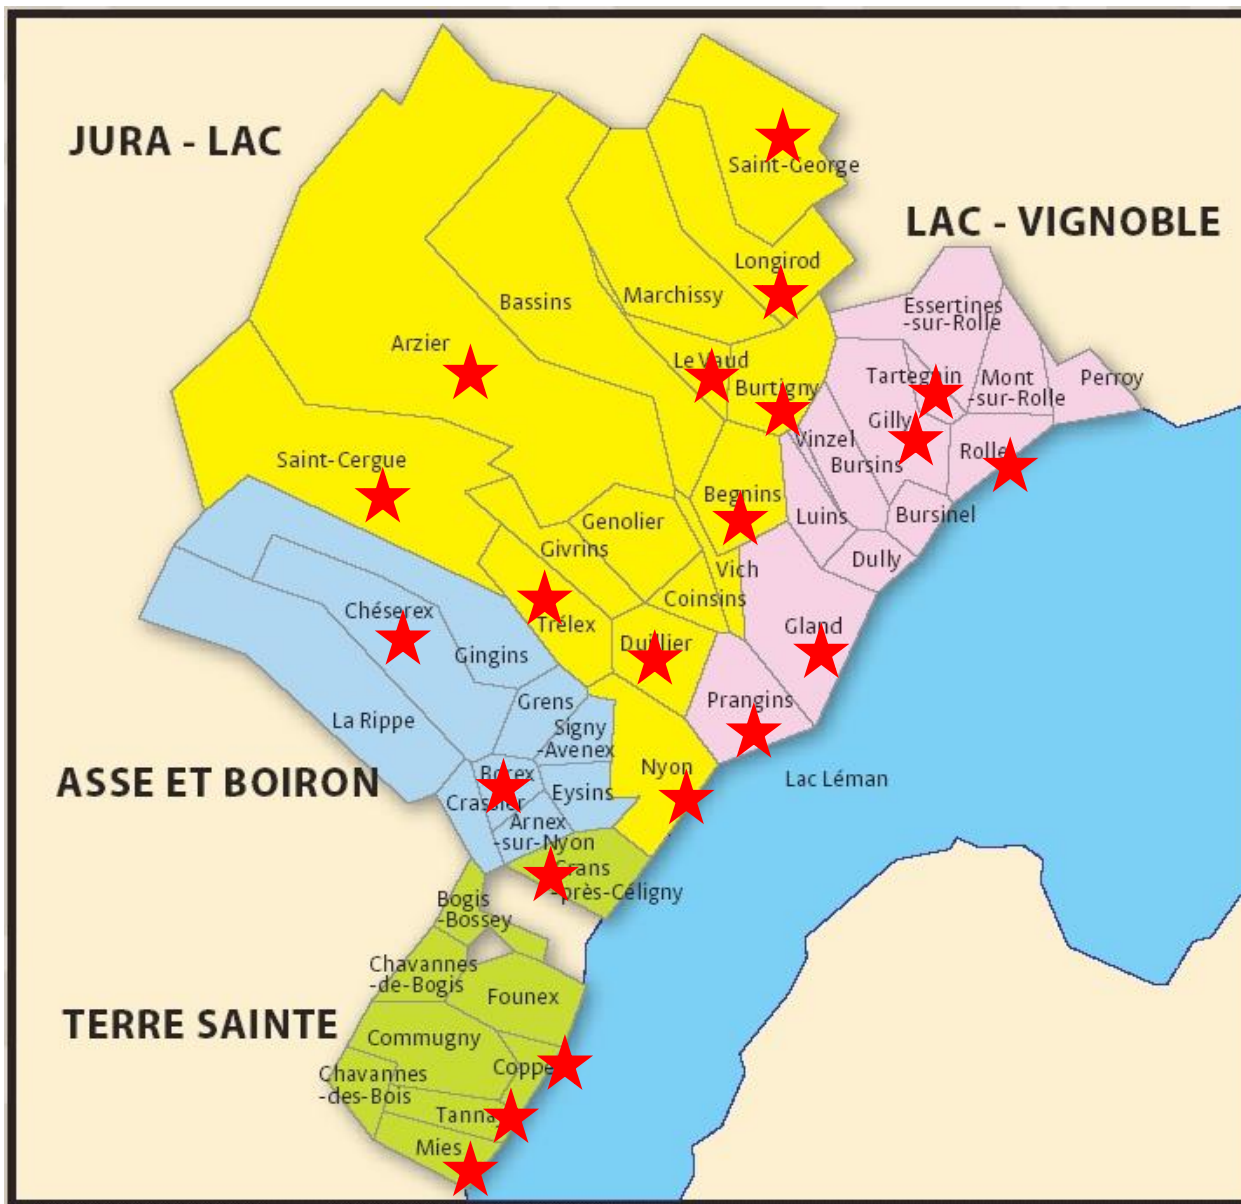 JURA - LAC
Saint-George
LAC - VIGNOBLE
Longirod
Bassins
Marchissy
Essertines
-sur-Rolle
Arzier
Le Vaud
Burtigny
Tartegnin
Mont
-sur-Rolle
Perroy
Gilly
Vinzel
Bursins
Rolle
Saint-Cergue
Begnins
Genolier
Luins
Bursinel
Givrins
Vich
Dully
Coinsins
Chéserex
Trélex
Gland
Duillier
Gingins
Prangins
Grens
La Rippe
Signy
-Avenex
ASSE ET BOIRON
Borex
Nyon
Lac Léman
Crassier
Eysins
Arnex
-sur-Nyon
Crans
-près-Céligny
Bogis
-Bossey
Chavannes
-de-Bogis
Founex
TERRE SAINTE
Commugny
Coppet
Chavannes
-des-Bois
Tannay
Mies